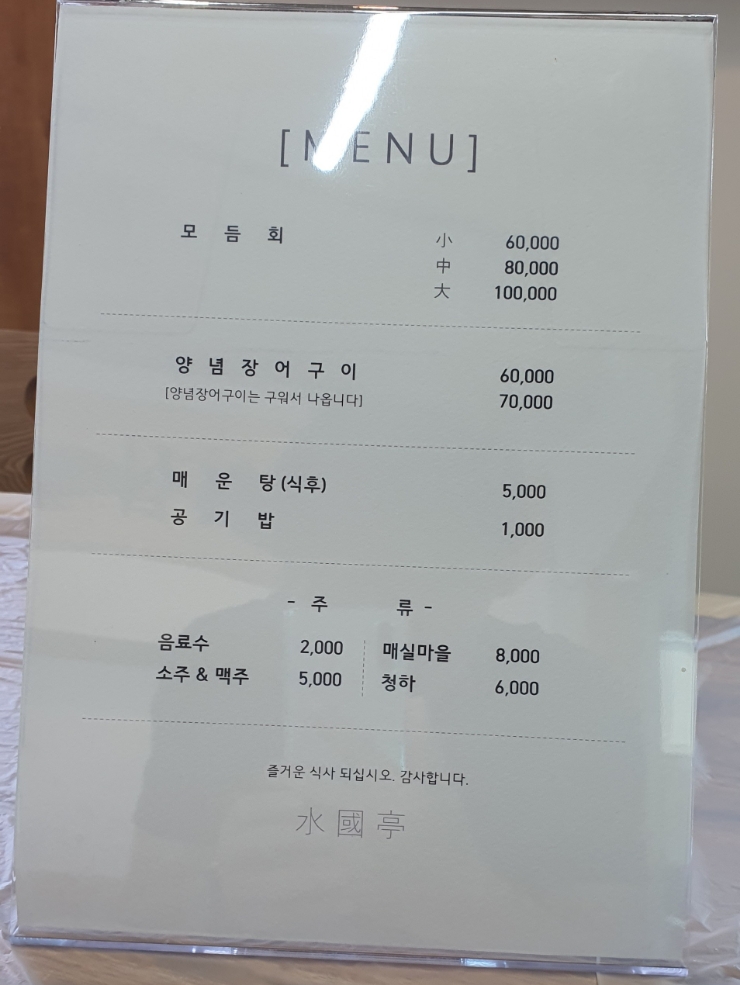 [MENU]
모듬회 小 60,000
中 80,000
大 100,000
양념장어구이 60,000
[양념장어구이는 구워서 나옵니다] 70,000
매운탕 (식후) 5,000
공기밥 1,000
- 주류 -
음료수 2,000 매실마을 8,000
소주 & 맥주 5,000 청하 6,000
즐거운 식사 되십시오. 감사합니다.
水國亭